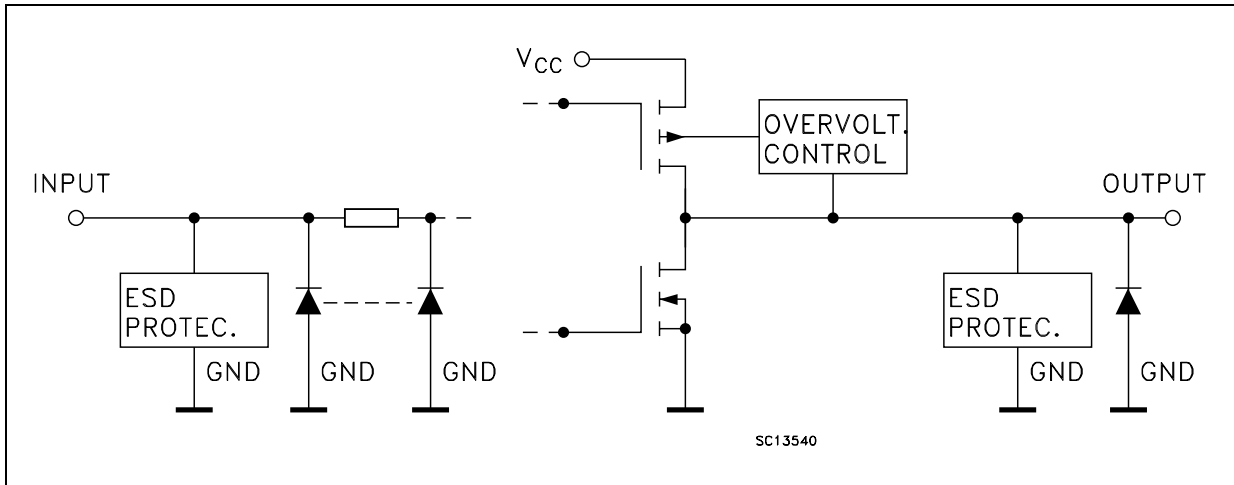 VCC
OVERVOLT.
CONTROL
INPUT
OUTPUT
ESD
PROTEC.
ESD
PROTEC.
GND
GND
GND
GND
GND
SC13540